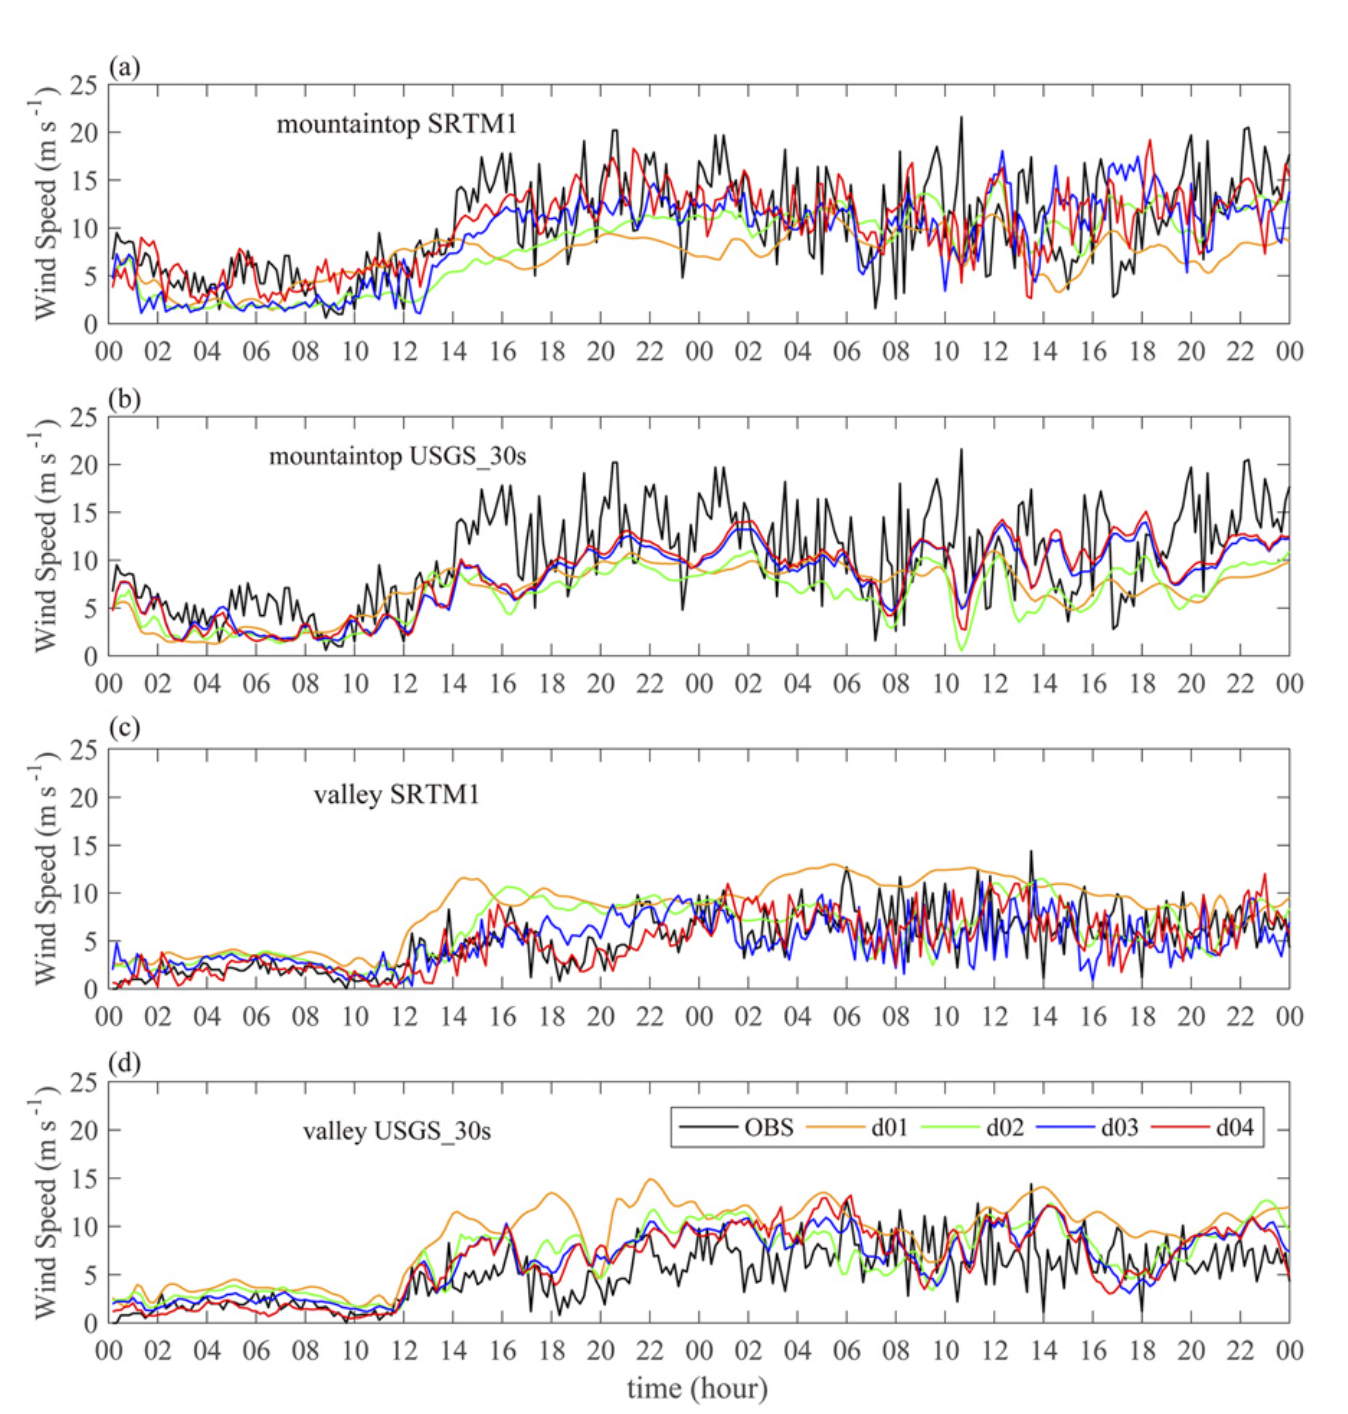 (a)
mountaintop SRTM1
Wind Speed (m s⁻¹)
25
20
15
10
5
0
00 02 04 06 08 10 12 14 16 18 20 22 00 02 04 06 08 10 12 14 16 18 20 22 00
(b)
mountaintop USGS_30s
Wind Speed (m s⁻¹)
25
20
15
10
5
0
00 02 04 06 08 10 12 14 16 18 20 22 00 02 04 06 08 10 12 14 16 18 20 22 00
(c)
valley SRTM1
Wind Speed (m s⁻¹)
25
20
15
10
5
0
00 02 04 06 08 10 12 14 16 18 20 22 00 02 04 06 08 10 12 14 16 18 20 22 00
(d)
valley USGS_30s
OBS d01 d02 d03 d04
Wind Speed (m s⁻¹)
25
20
15
10
5
0
00 02 04 06 08 10 12 14 16 18 20 22 00 02 04 06 08 10 12 14 16 18 20 22 00
time (hour)